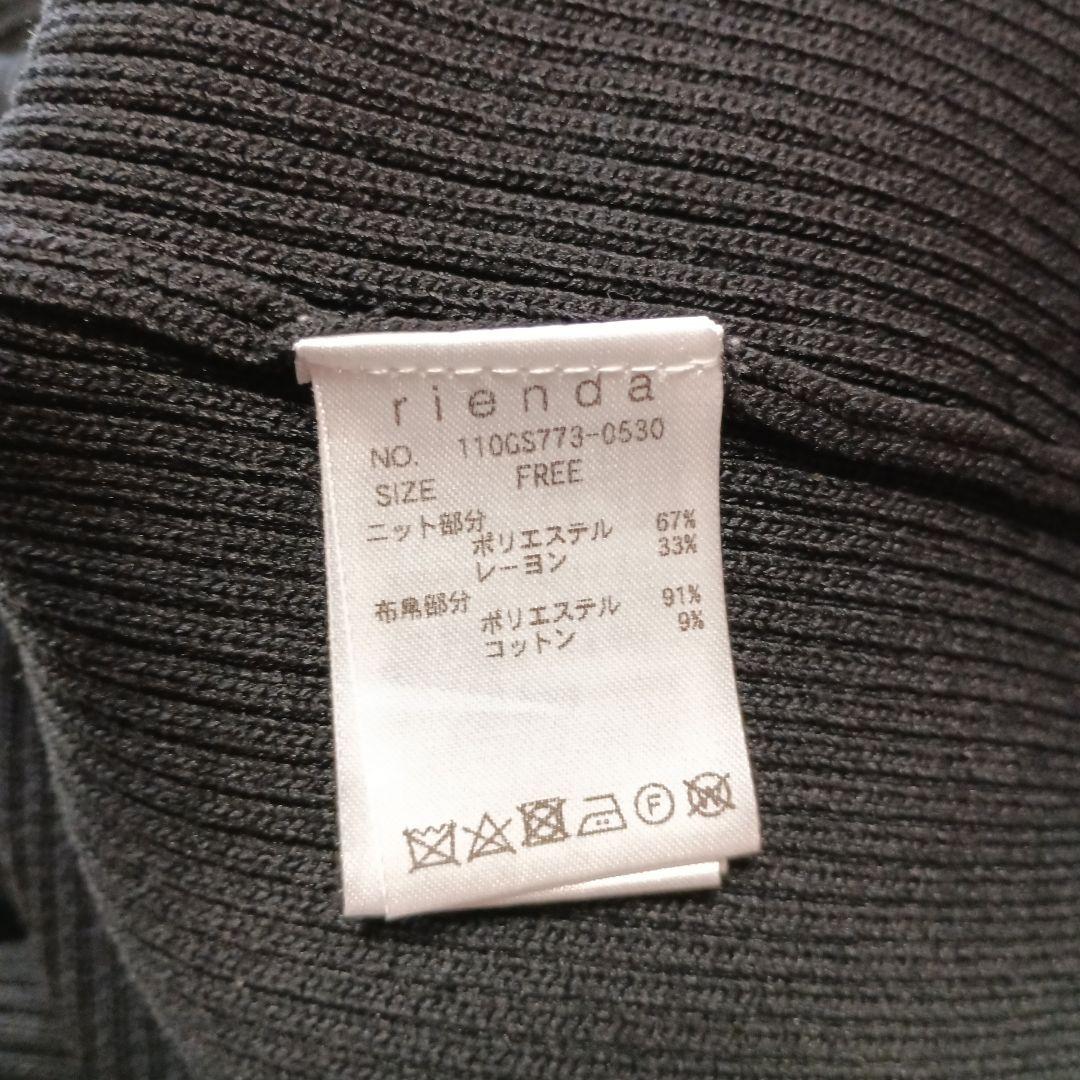 rienda
NO. 110GS773-0530
SIZE FREE
ニット部分
ポリエステル 67%
レーヨン 33%
布帛部分
ポリエステル 91%
コットン 9%
F
W